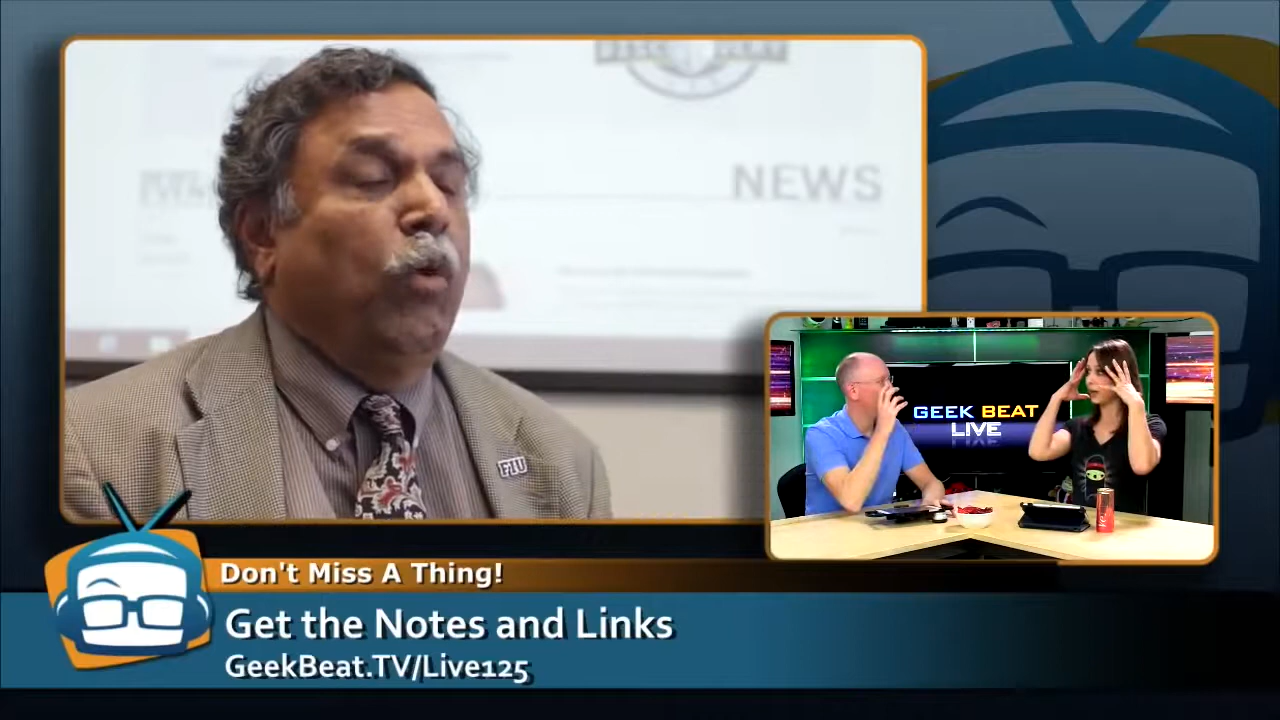 NEWS
FIU
GEEK BEAT
LIVE
Don't Miss A Thing!
Get the Notes and Links
GeekBeat.TV/Live125